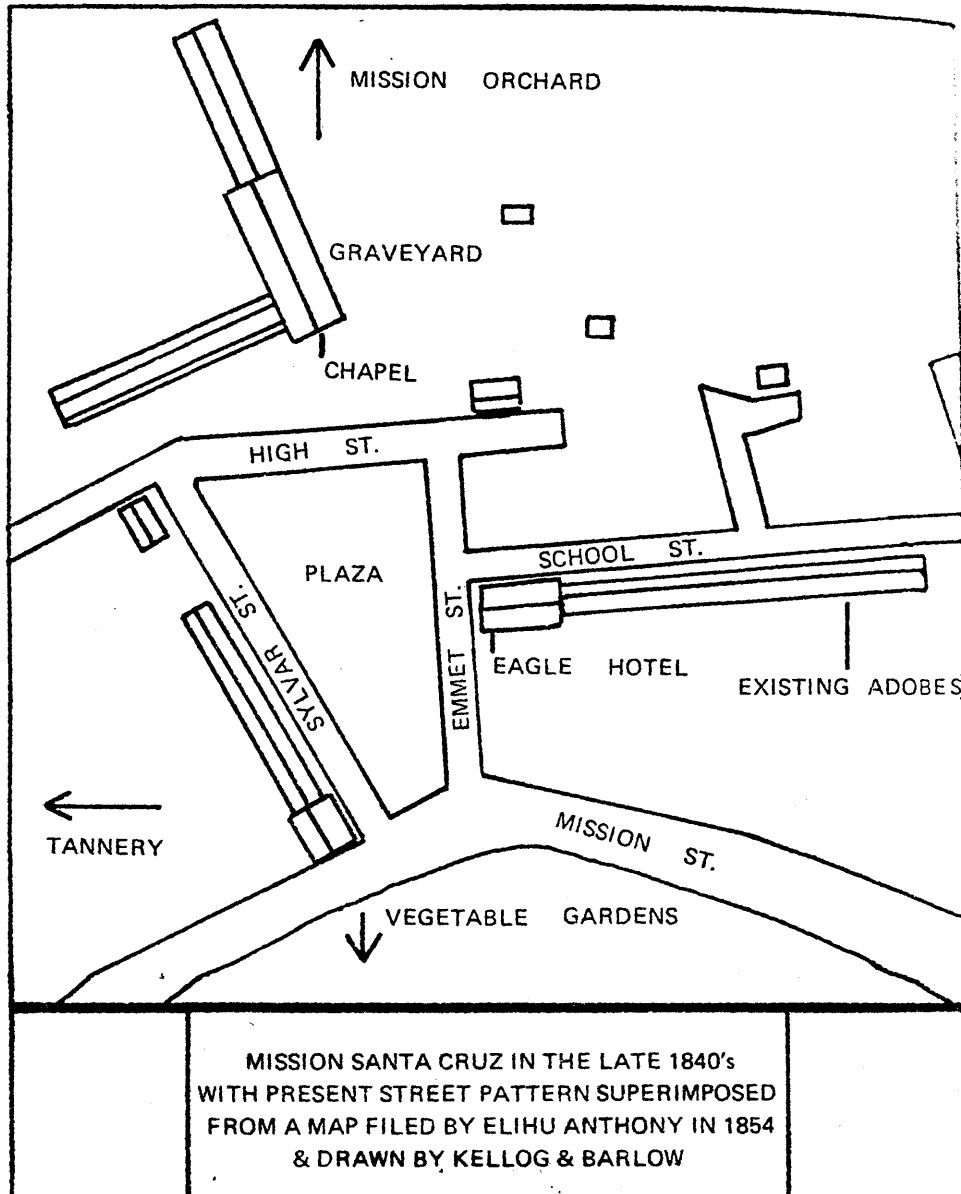 MISSION ORCHARD
GRAVEYARD
CHAPEL
HIGH ST.
PLAZA
SCHOOL ST.
SYLVAR ST.
EMMET ST.
EAGLE HOTEL
EXISTING ADOBES
TANNERY
MISSION ST.
VEGETABLE GARDENS
MISSION SANTA CRUZ IN THE LATE 1840's
WITH PRESENT STREET PATTERN SUPERIMPOSED
FROM A MAP FILED BY ELIHU ANTHONY IN 1854
& DRAWN BY KELLOG & BARLOW